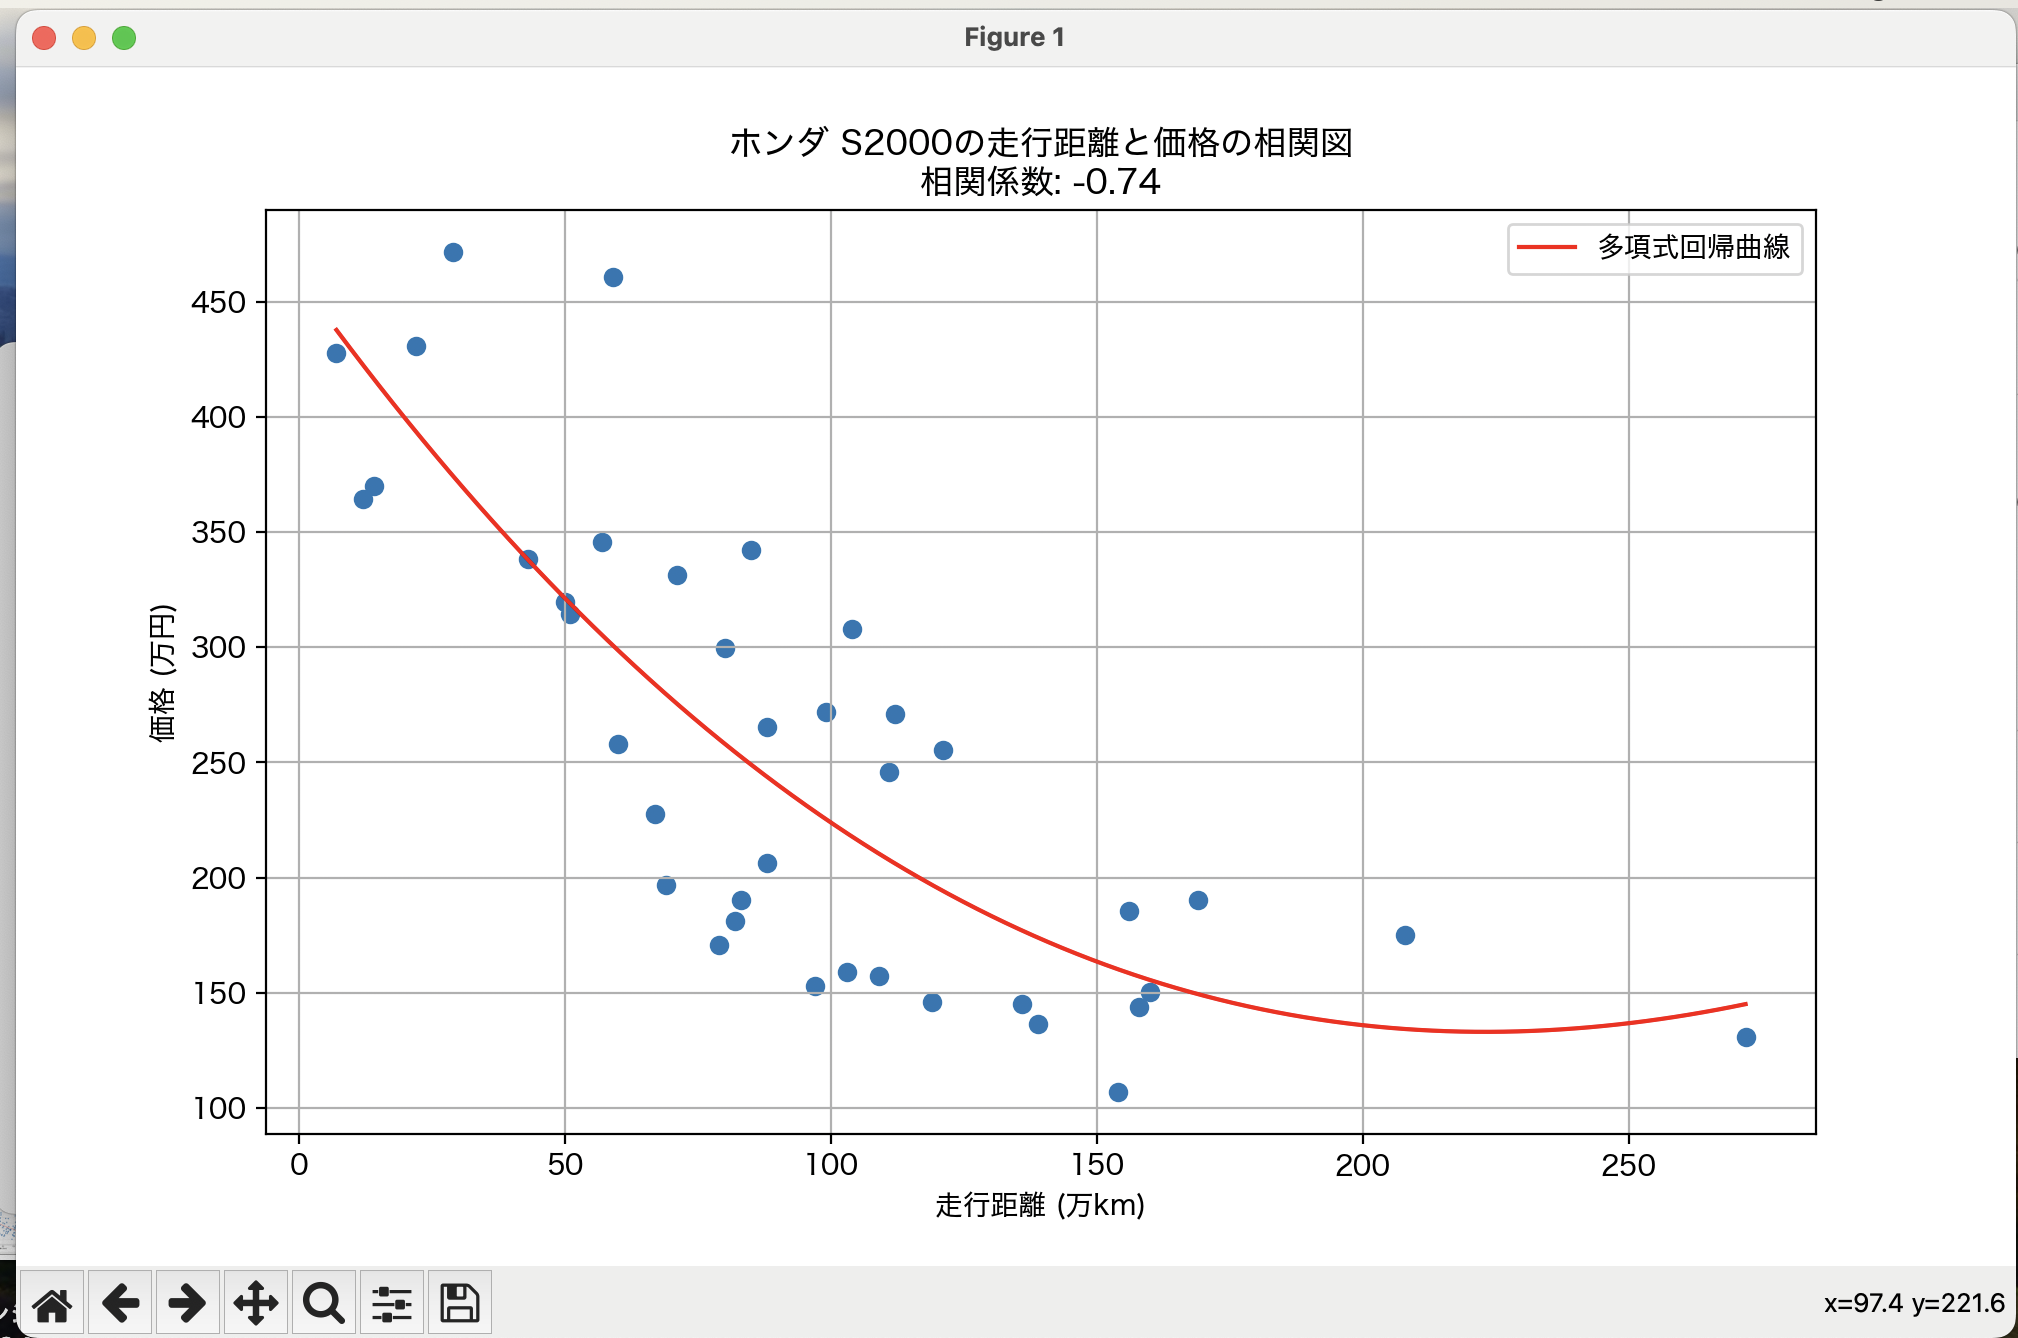 Figure 1
ホンダ S2000の走行距離と価格の相関図
相関係数: -0.74
多項式回帰曲線
450
400
350
300
250
200
150
100
価格 (万円)
0 50 100 150 200 250
走行距離 (万km)
x=97.4 y=221.6